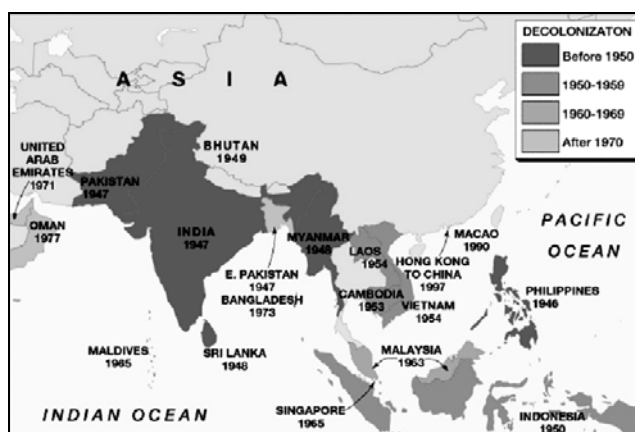 DECOLONIZATON
Before 1950
1950-1959
1960-1969
After 1970
A S I A
BHUTAN
1949
UNITED
ARAB
EMIRATES
1971
PAKISTAN
1947
OMAN
1977
INDIA
1947
MYANMAR
1948
LAOS
1954
MACAO
1990
HONG KONG
TO CHINA
1997
PACIFIC
OCEAN
E. PAKISTAN
1947
BANGLADESH
1973
CAMBODIA
1953
VIETNAM
1954
PHILIPPINES
1946
MALDIVES
1965
SRI LANKA
1948
MALAYSIA
1963
SINGAPORE
1965
INDIAN OCEAN
INDONESIA
1950